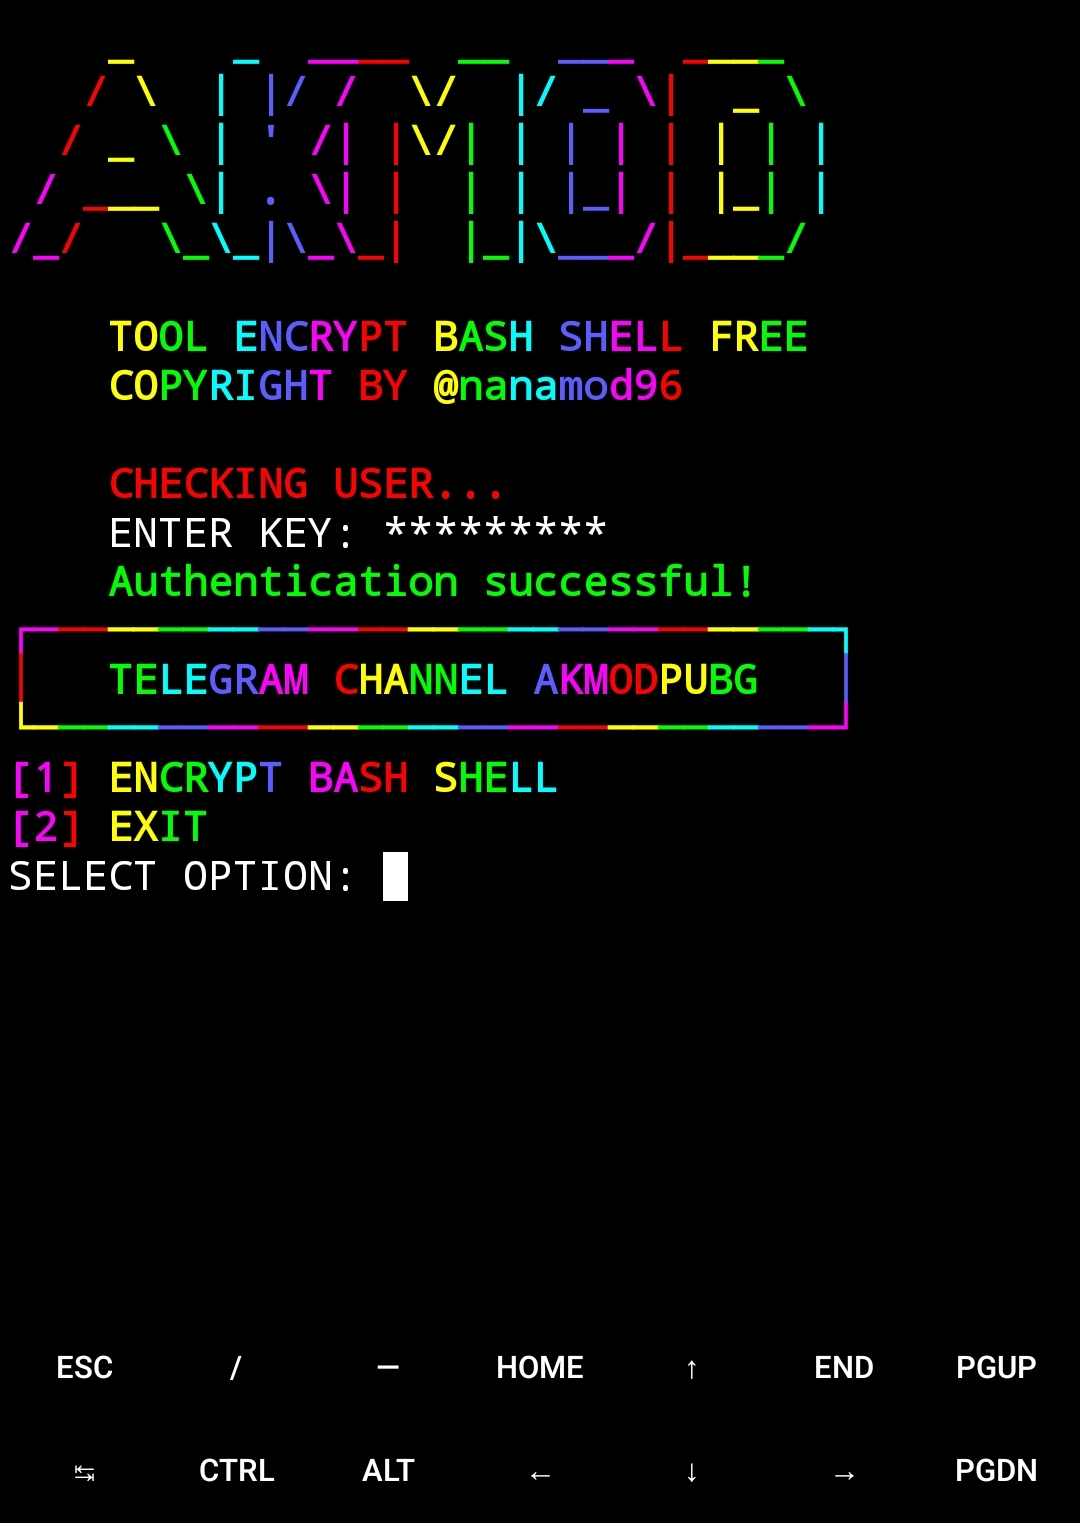 AKMOD
TOOL ENCRYPT BASH SHELL FREE
COPYRIGHT BY @nanamod96
CHECKING USER...
ENTER KEY: *********
Authentication successful!
TELEGRAM CHANNEL AKMODPUBG
[1] ENCRYPT BASH SHELL
[2] EXIT
SELECT OPTION:
ESC / — HOME ↑ END PGUP
↹ CTRL ALT ← ↓ → PGDN